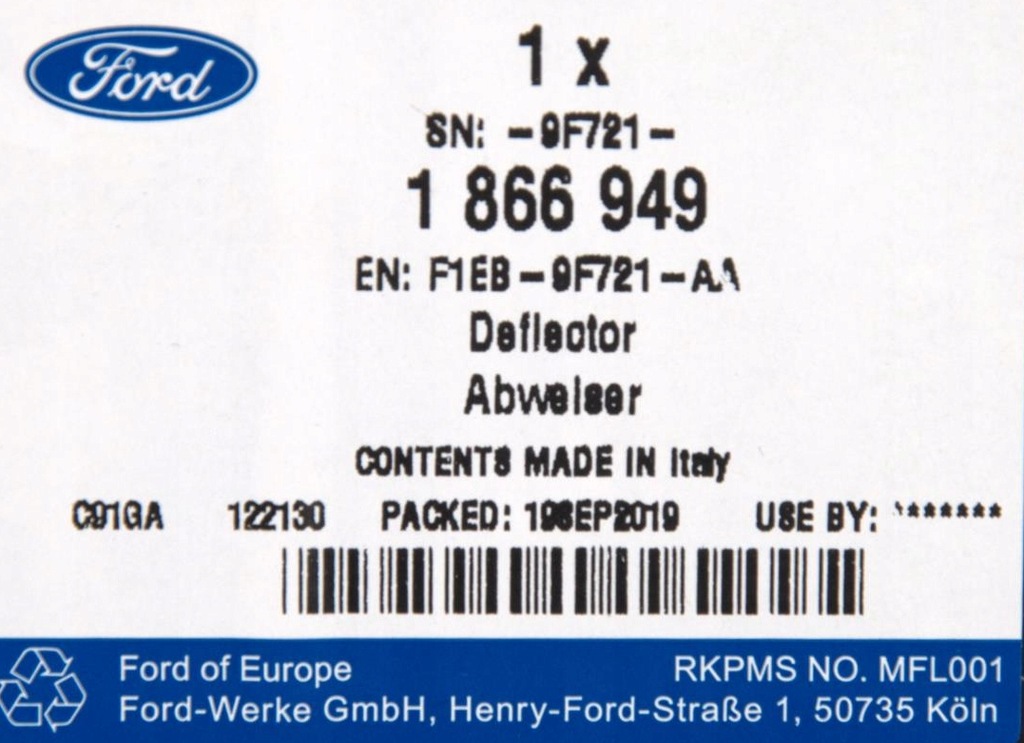 Ford
1 x
SN: -9F721-
1 866 949
EN: F1EB-9F721-AA
Deflector
Abweiser
CONTENTS MADE IN Italy
C91GA 122130 PACKED: 19SEP2019 USE BY: *******
Ford of Europe
RKPMS NO. MFL001
Ford-Werke GmbH, Henry-Ford-Straße 1, 50735 Köln